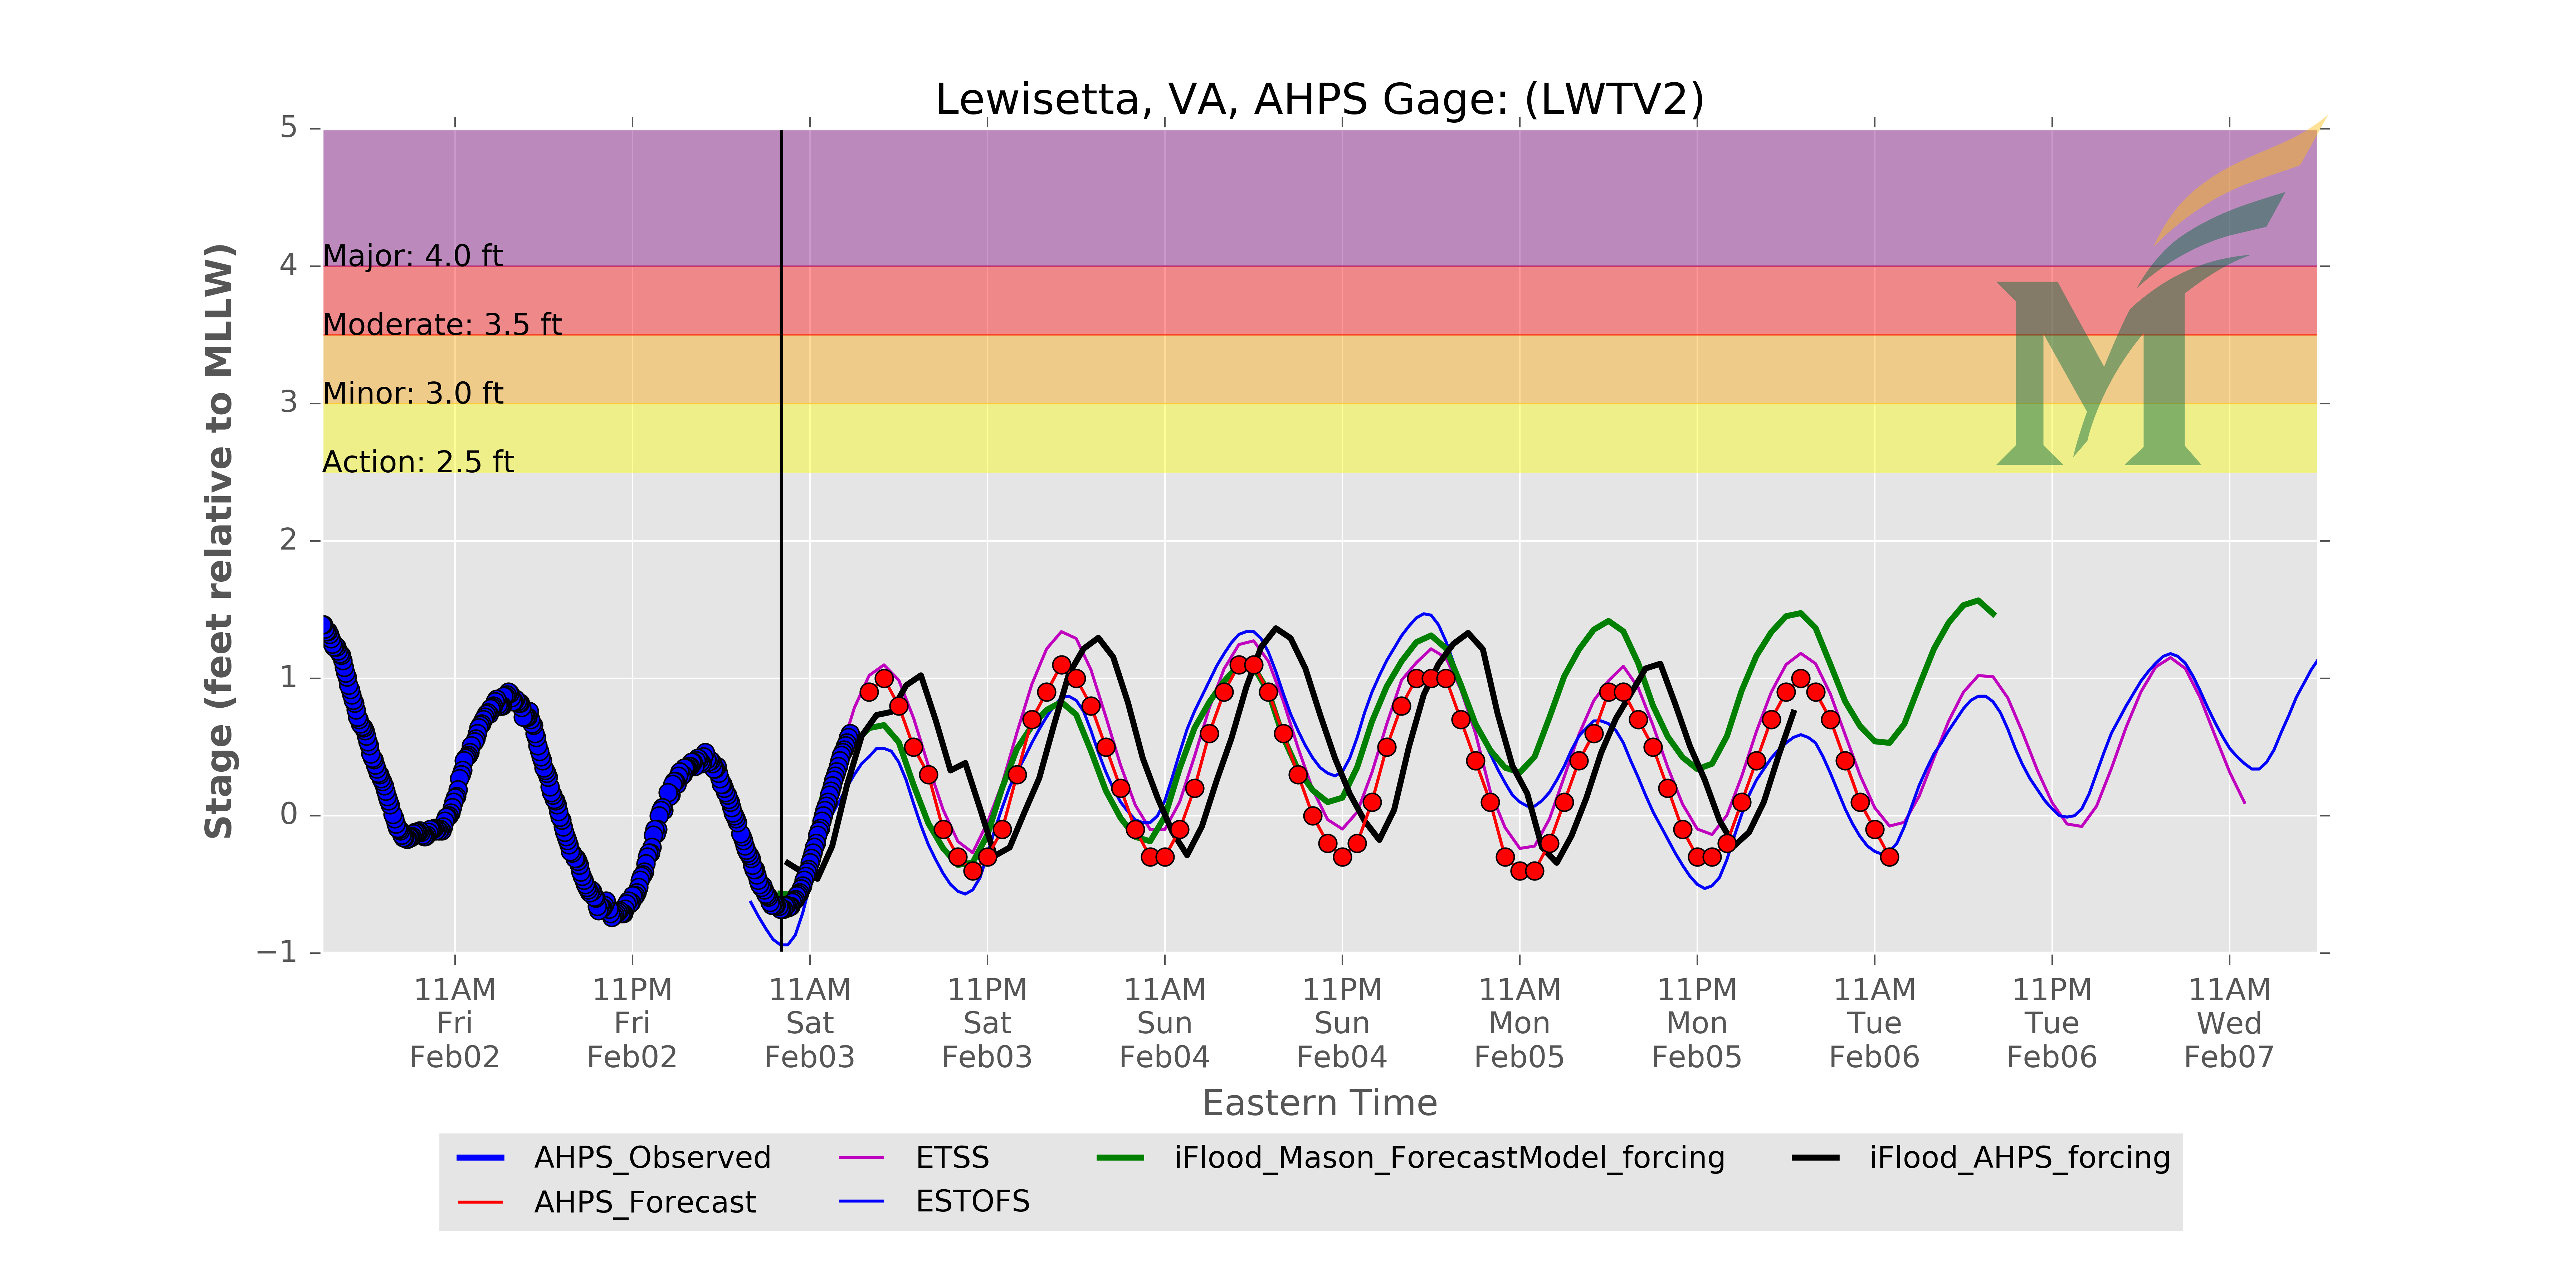 Lewisetta, VA, AHPS Gage: (LWTV2)
Stage (feet relative to MLLW)
5
4
3
2
1
0
−1
Major: 4.0 ft
Moderate: 3.5 ft
Minor: 3.0 ft
Action: 2.5 ft
11AM 11PM 11AM 11PM 11AM 11PM 11AM 11PM 11AM 11PM 11AM
Fri Fri Sat Sat Sun Sun Mon Mon Tue Tue Wed
Feb02 Feb02 Feb03 Feb03 Feb04 Feb04 Feb05 Feb05 Feb06 Feb06 Feb07
Eastern Time
AHPS_Observed ETSS iFlood_Mason_ForecastModel_forcing iFlood_AHPS_forcing
AHPS_Forecast ESTOFS